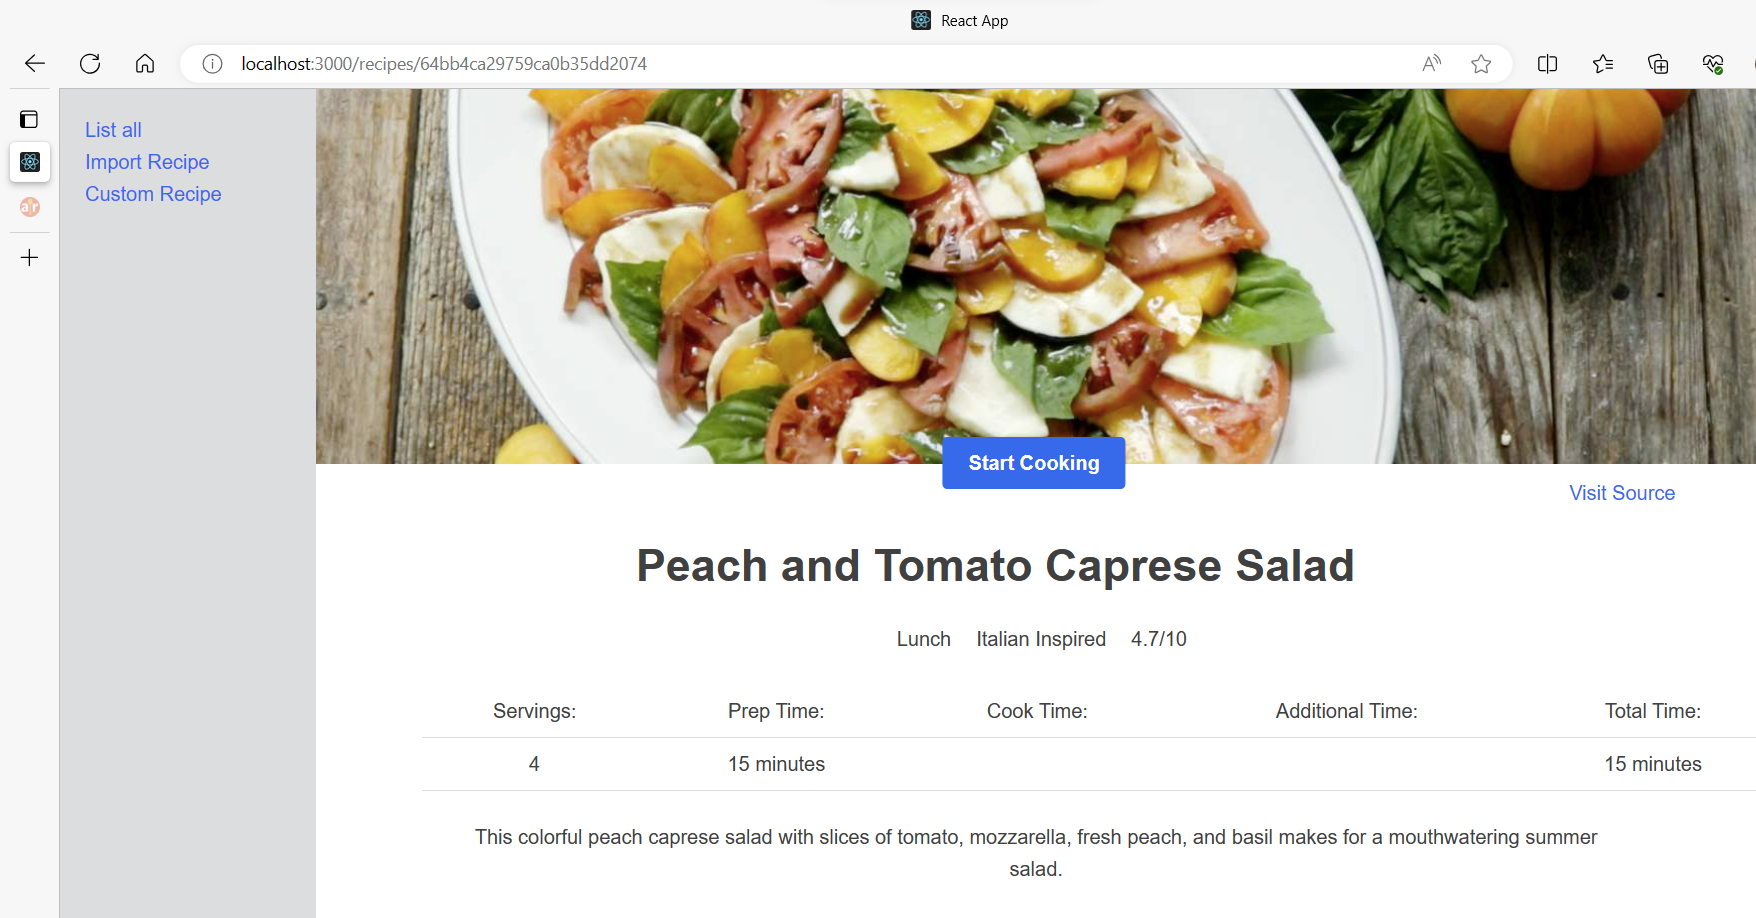 React App
localhost:3000/recipes/64bb4ca29759ca0b35dd2074
List all
Import Recipe
Custom Recipe
ar
Start Cooking
Visit Source
Peach and Tomato Caprese Salad
Lunch Italian Inspired 4.7/10
Servings: Prep Time: Cook Time: Additional Time: Total Time:
4 15 minutes 15 minutes
This colorful peach caprese salad with slices of tomato, mozzarella, fresh peach, and basil makes for a mouthwatering summer
salad.